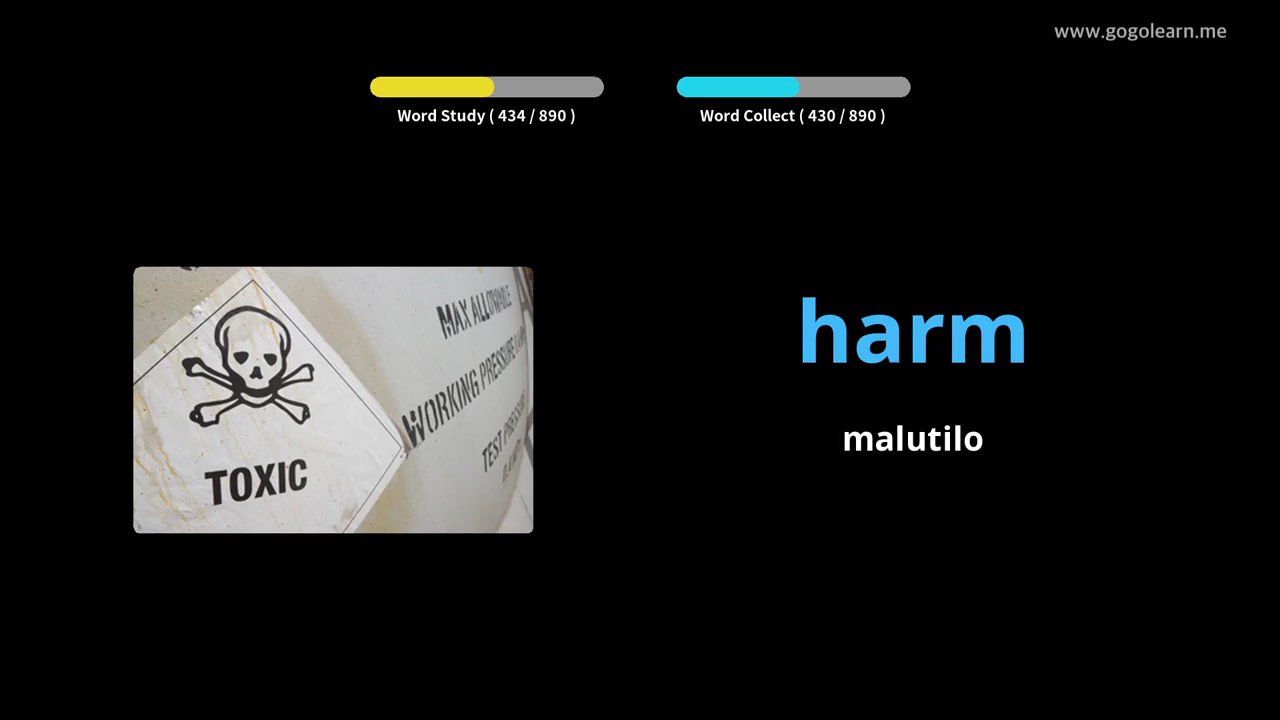 www.gogolearn.me
Word Study ( 434 / 890 )
Word Collect ( 430 / 890 )
TOXIC
MAX ALLOWABLE
WORKING PRESSURE
TEST PRESSURE
harm
malutilo